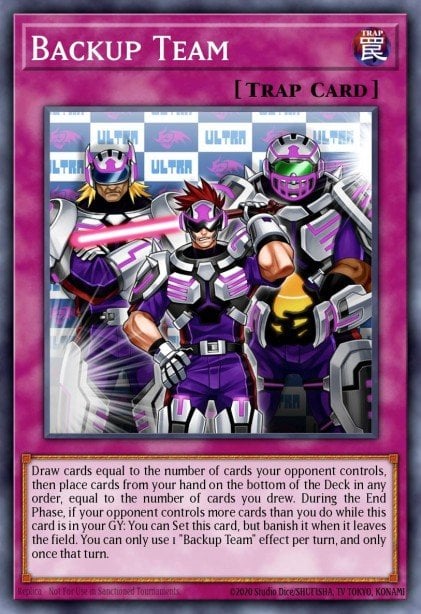 BACKUP TEAM
TRAP
罠
[TRAP CARD]
ULTRA
ULTRA
ULTRA
ULTRA
Draw cards equal to the number of cards your opponent controls,
then place cards from your hand on the bottom of the Deck in any
order, equal to the number of cards you drew. During the End
Phase, if your opponent controls more cards than you do while this
card is in your GY: You can Set this card, but banish it when it leaves
the field. You can only use 1 "Backup Team" effect per turn, and only
once that turn.
Replica - Not For Use in Sanctioned Tournaments
©2020 Studio Dice/SHUEISHA, TV TOKYO, KONAMI